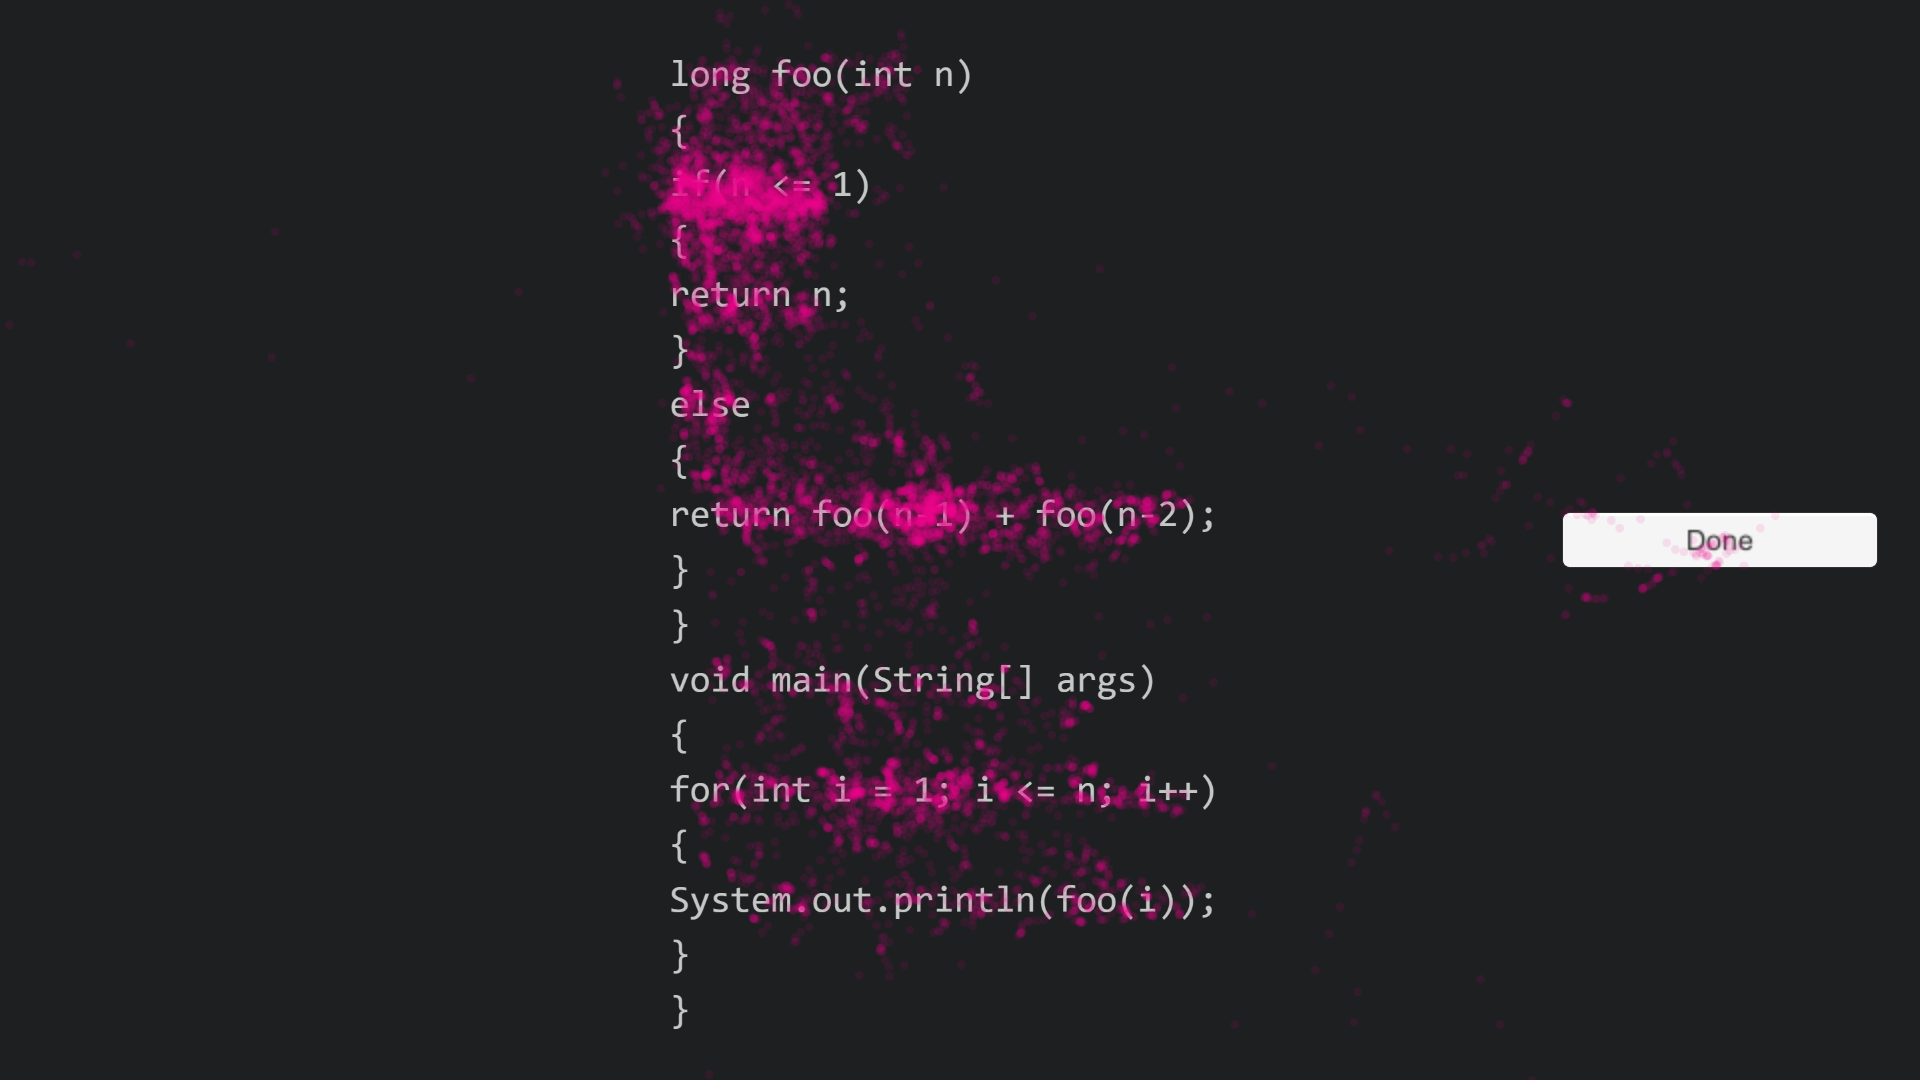 long foo(int n)
{
if(n <= 1)
{
return n;
}
else
{
return foo(n-1) + foo(n-2);
}
}
void main(String[] args)
{
for(int i = 1; i <= n; i++)
{
System.out.println(foo(i));
}
}
Done